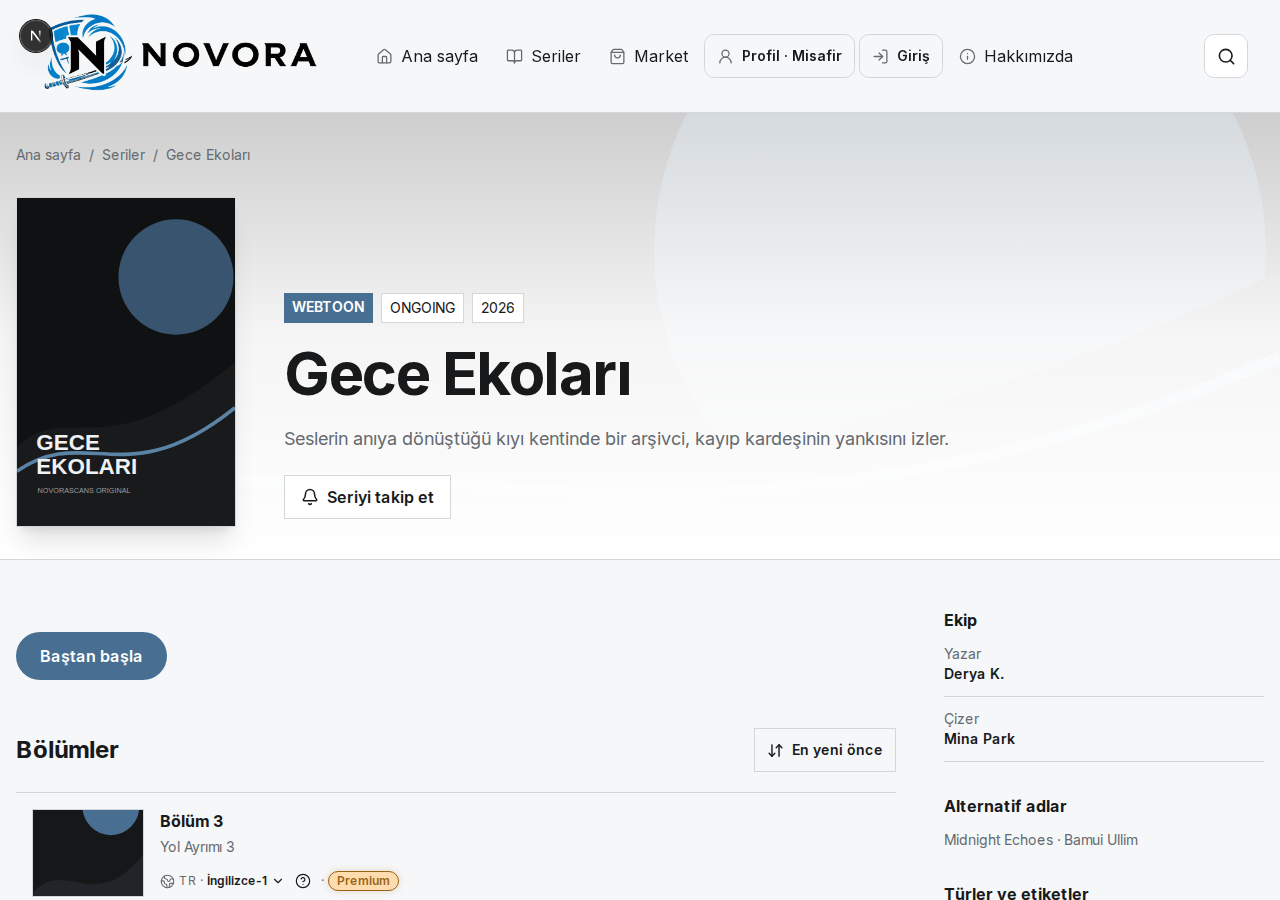 N
N
NOVORA
Ana sayfa
Seriler
Market
Profil · Misafir
Giriş
Hakkımızda
Ana sayfa / Seriler / Gece Ekoları
GECE
EKOLARI
NOVORASCANS ORIGINAL
WEBTOON
ONGOING
2026
Gece Ekoları
Seslerin anıya dönüştüğü kıyı kentinde bir arşivci, kayıp kardeşinin yankısını izler.
Seriyi takip et
Baştan başla
Bölümler
En yeni önce
Bölüm 3
Yol Ayrımı 3
TR · İngilizce-1 · Premium
Ekip
Yazar
Derya K.
Çizer
Mina Park
Alternatif adlar
Midnight Echoes · Bamui Ullim
Türler ve etiketler